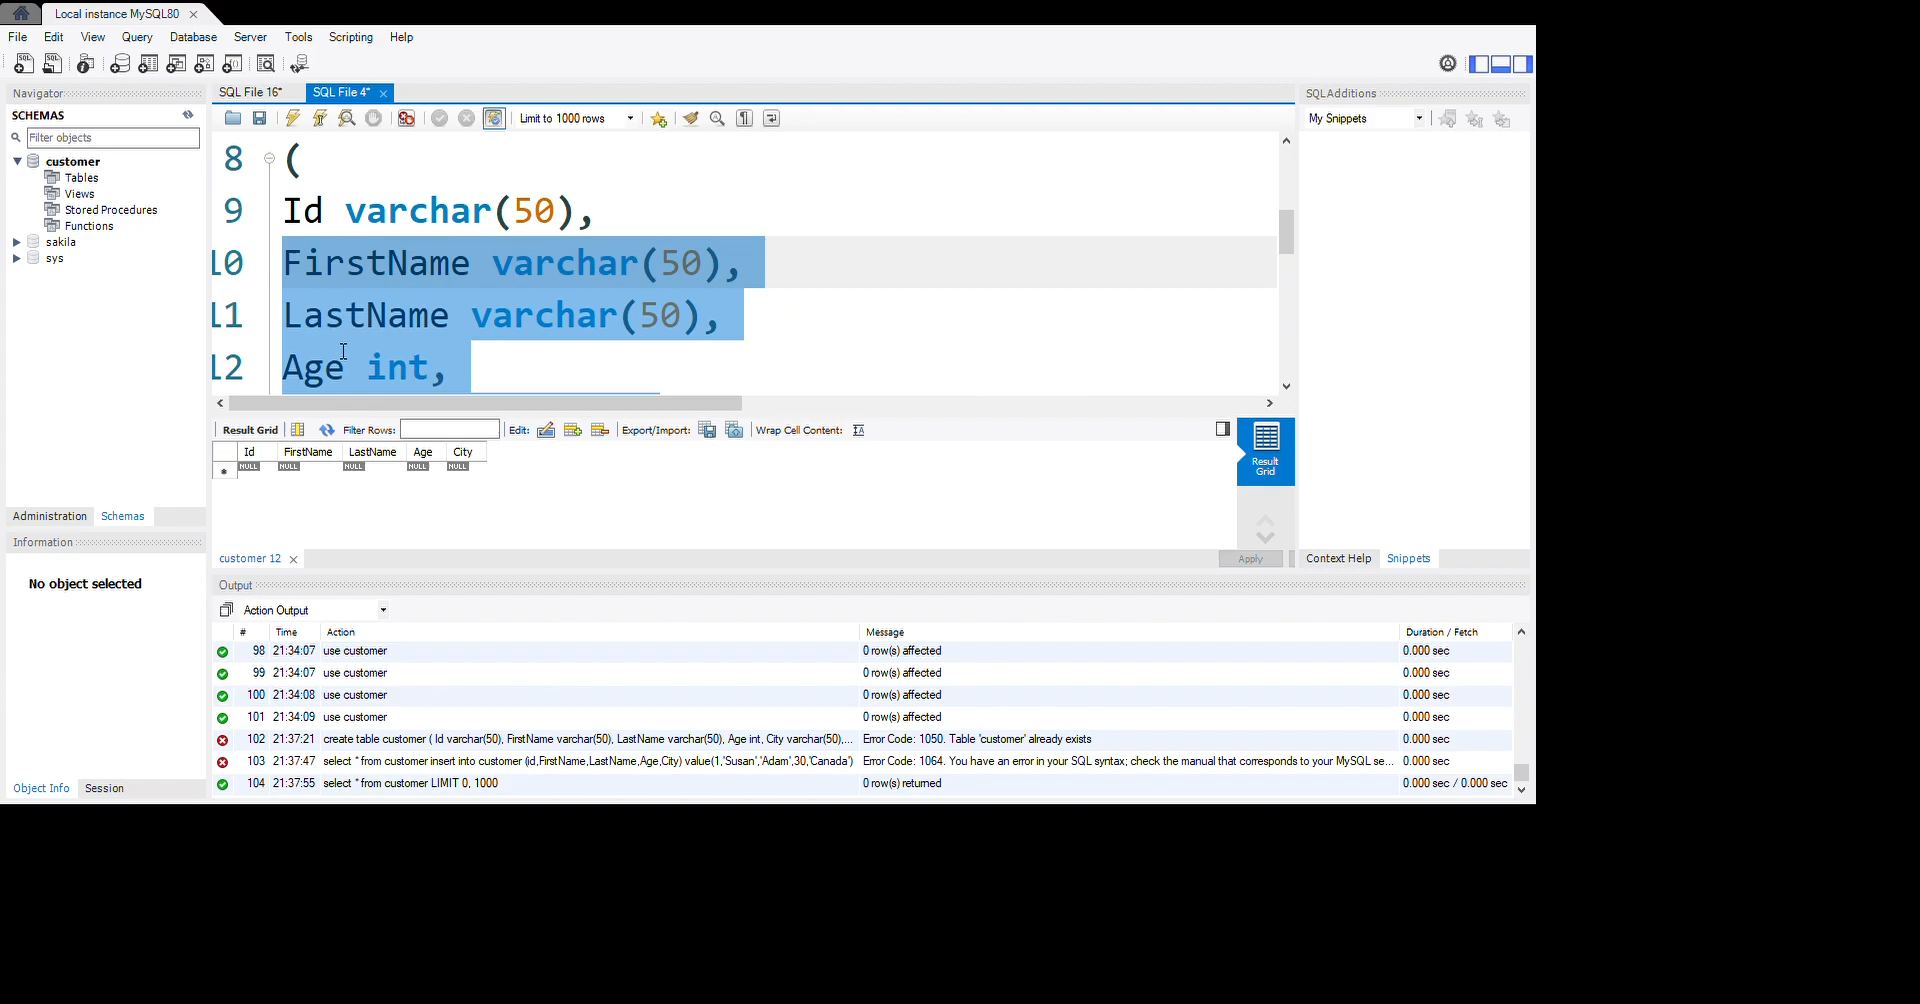 Local instance MySQL80
File Edit View Query Database Server Tools Scripting Help
Navigator
SCHEMAS
Filter objects
customer
Tables
Views
Stored Procedures
Functions
sakila
sys
Administration Schemas
Information
No object selected
Object Info Session
SQL File 16* SQL File 4*
Limit to 1000 rows
8 (
9 Id varchar(50),
10 FirstName varchar(50),
11 LastName varchar(50),
12 Age int,
Result Grid Filter Rows: Edit: Export/Import: Wrap Cell Content:
Id FirstName LastName Age City
NULL NULL NULL NULL NULL
Result
Grid
customer 12
Apply
SQLAdditions
My Snippets
Context Help Snippets
Output
Action Output
# Time Action Message Duration / Fetch
98 21:34:07 use customer 0 row(s) affected 0.000 sec
99 21:34:07 use customer 0 row(s) affected 0.000 sec
100 21:34:08 use customer 0 row(s) affected 0.000 sec
101 21:34:09 use customer 0 row(s) affected 0.000 sec
102 21:37:21 create table customer ( Id varchar(50), FirstName varchar(50), LastName varchar(50), Age int, City varchar(50),... Error Code: 1050. Table 'customer' already exists 0.000 sec
103 21:37:47 select * from customer insert into customer (id,FirstName,LastName,Age,City) value(1,'Susan','Adam',30,'Canada') Error Code: 1064. You have an error in your SQL syntax; check the manual that corresponds to your MySQL se... 0.000 sec
104 21:37:55 select * from customer LIMIT 0, 1000 0 row(s) returned 0.000 sec / 0.000 sec